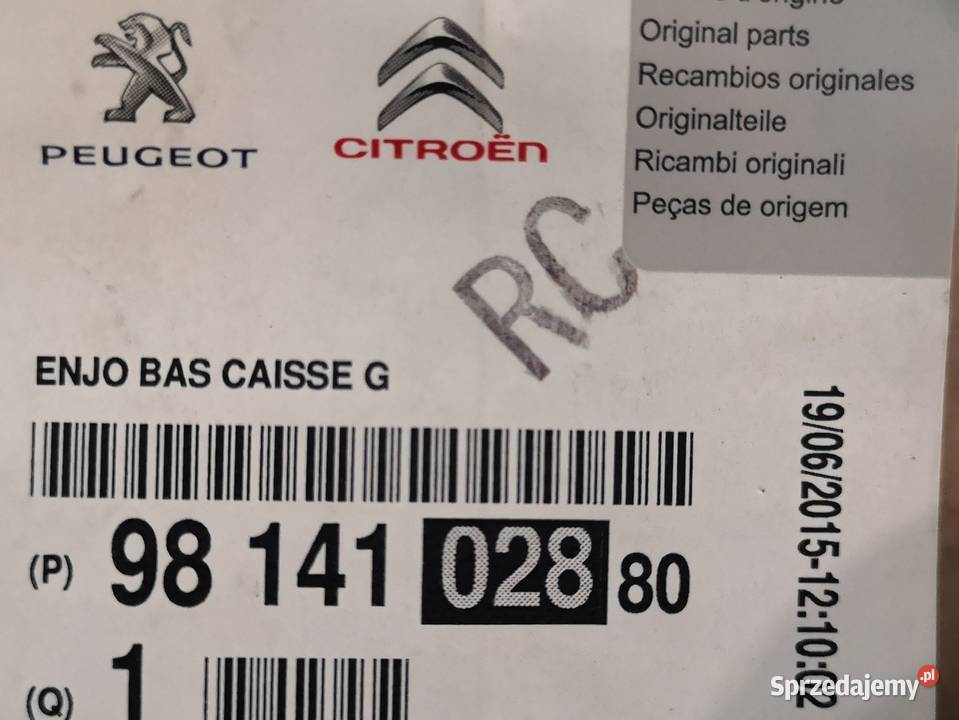 PEUGEOT
CITROËN
Original parts
Recambios originales
Originalteile
Ricambi originali
Peças de origem
RC
ENJO BAS CAISSE G
(P) 98 141 028 80
(Q) 1
19/06/2015-12:10:02
Sprzedajemy.pl